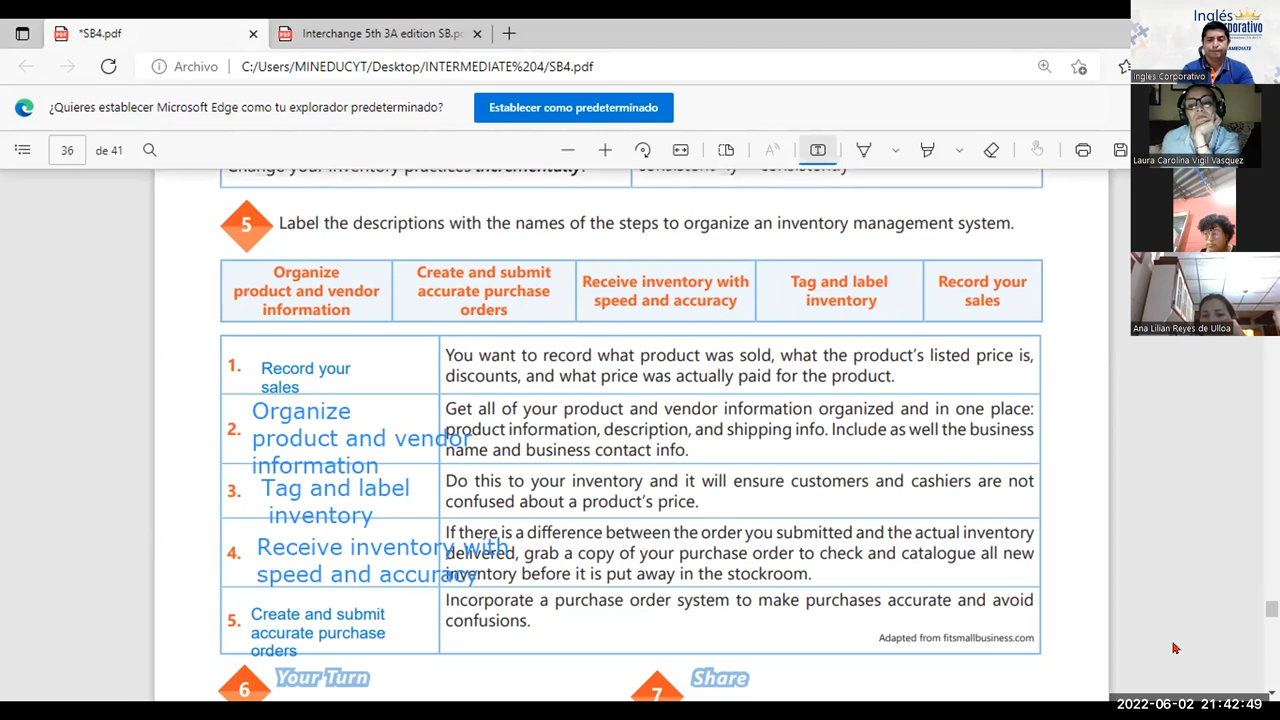 *SB4.pdf
Interchange 5th 3A edition SB.pc
Archivo
C:/Users/MINEDUCYT/Desktop/INTERMEDIATE%204/SB4.pdf
¿Quieres establecer Microsoft Edge como tu explorador predeterminado?
Establecer como predeterminado
36
de 41
Change your inventory practices incrementally.
5
Label the descriptions with the names of the steps to organize an inventory management system.
Organize
product and vendor
information
Create and submit
accurate purchase
orders
Receive inventory with
speed and accuracy
Tag and label
inventory
Record your
sales
1.
Record your
sales
You want to record what product was sold, what the product's listed price is,
discounts, and what price was actually paid for the product.
2.
Organize
product and vendor
information
Get all of your product and vendor information organized and in one place:
product information, description, and shipping info. Include as well the business
name and business contact info.
3.
Tag and label
inventory
Do this to your inventory and it will ensure customers and cashiers are not
confused about a product's price.
4.
Receive inventory with
speed and accuracy
If there is a difference between the order you submitted and the actual inventory
delivered, grab a copy of your purchase order to check and catalogue all new
inventory before it is put away in the stockroom.
5.
Create and submit
accurate purchase
orders
Incorporate a purchase order system to make purchases accurate and avoid
confusions.
Adapted from fitsmallbusiness.com
6
Your Turn
7
Share
Inglés
Ingles Corporativo
Laura Carolina Vigil Vasquez
Ana Lilian Reyes de Ulloa
2022-06-02 21:42:49